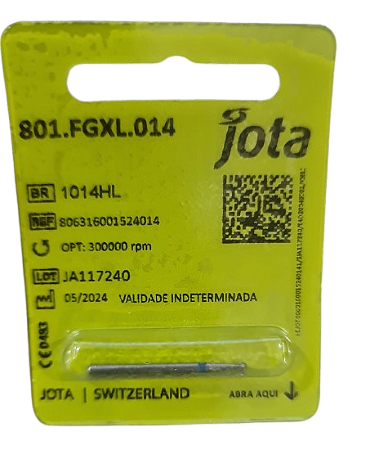 801.FGXL.014
jota
BR 1014HL
REF 806316001524014
OPT: 300000 rpm
LOT JA117240
05/2024 VALIDADE INDETERMINADA
CE 0483
JOTA | SWITZERLAND
ABRA AQUI